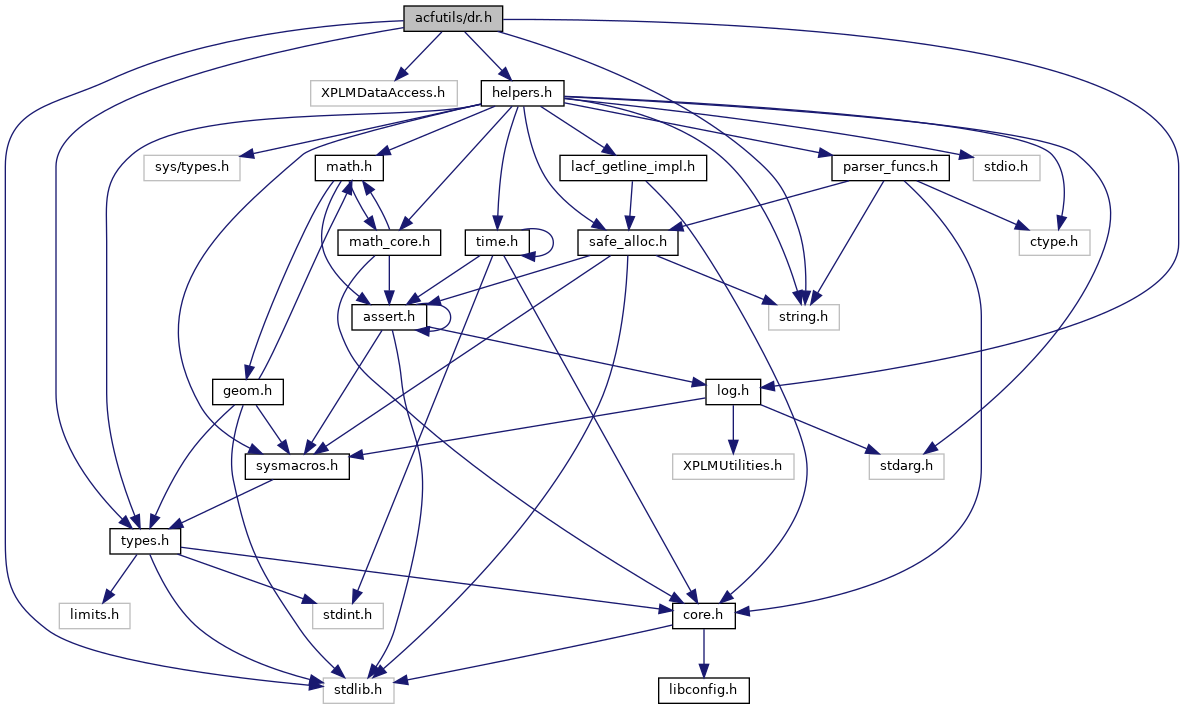 acfutils/dr.h
XPLMDataAccess.h
helpers.h
sys/types.h
math.h
lacf_getline_impl.h
parser_funcs.h
stdio.h
math_core.h
time.h
safe_alloc.h
ctype.h
assert.h
string.h
geom.h
log.h
sysmacros.h
XPLMUtilities.h
stdarg.h
types.h
limits.h
stdint.h
core.h
stdlib.h
libconfig.h